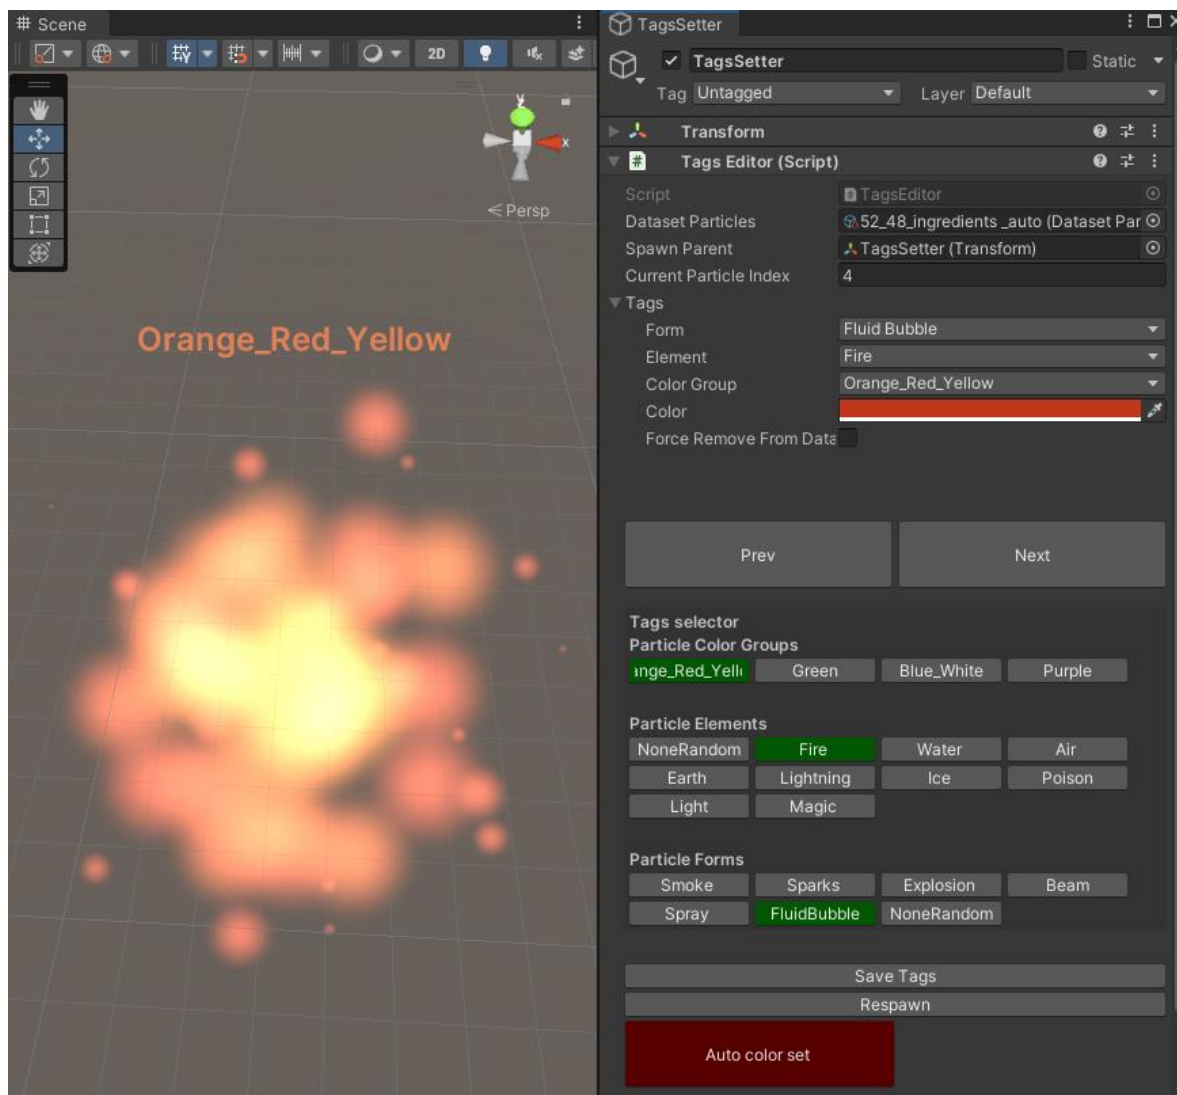 Scene
TagsSetter
2D
TagsSetter
Static
Tag Untagged Layer Default
Transform
Tags Editor (Script)
Script TagsEditor
Dataset Particles 52_48_ingredients _auto (Dataset Par
Spawn Parent TagsSetter (Transform)
Current Particle Index 4
Tags
Form Fluid Bubble
Element Fire
Color Group Orange_Red_Yellow
Color
Force Remove From Data
y
x
Persp
Orange_Red_Yellow
Prev Next
Tags selector
Particle Color Groups
ange_Red_Yell Green Blue_White Purple
Particle Elements
NoneRandom Fire Water Air
Earth Lightning Ice Poison
Light Magic
Particle Forms
Smoke Sparks Explosion Beam
Spray FluidBubble NoneRandom
Save Tags
Respawn
Auto color set